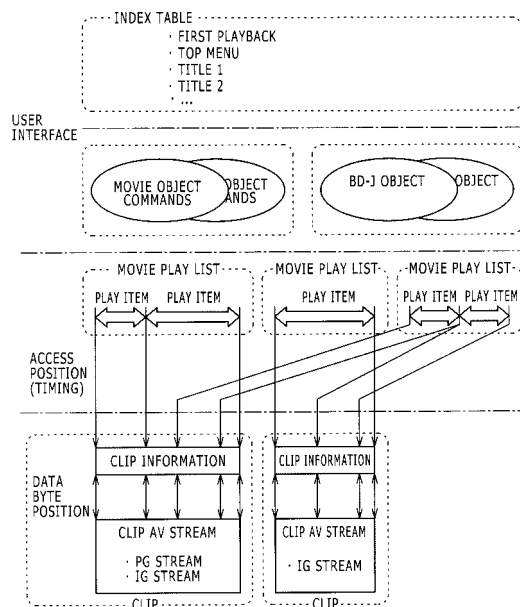 INDEX TABLE
· FIRST PLAYBACK
· TOP MENU
· TITLE 1
· TITLE 2
· ...
USER
INTERFACE
MOVIE OBJECT
COMMANDS
OBJECT
ANDS
BD-J OBJECT
OBJECT
MOVIE PLAY LIST
MOVIE PLAY LIST
MOVIE PLAY LIST
PLAY ITEM
PLAY ITEM
PLAY ITEM
PLAY ITEM
PLAY ITEM
ACCESS
POSITION
(TIMING)
CLIP INFORMATION
CLIP INFORMATION
DATA
BYTE
POSITION
CLIP AV STREAM
· PG STREAM
· IG STREAM
CLIP AV STREAM
· IG STREAM
CLIP
CLIP